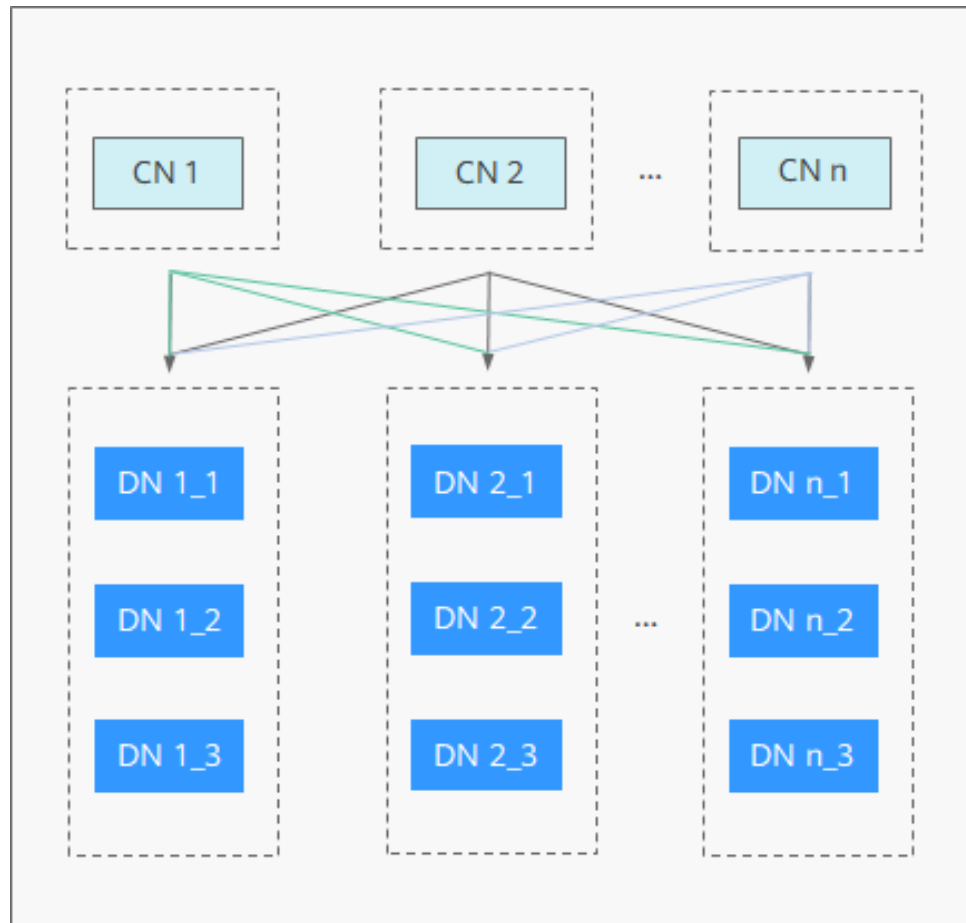 CN 1
CN 2
...
CN n
DN 1_1
DN 2_1
DN n_1
DN 1_2
DN 2_2
...
DN n_2
DN 1_3
DN 2_3
DN n_3